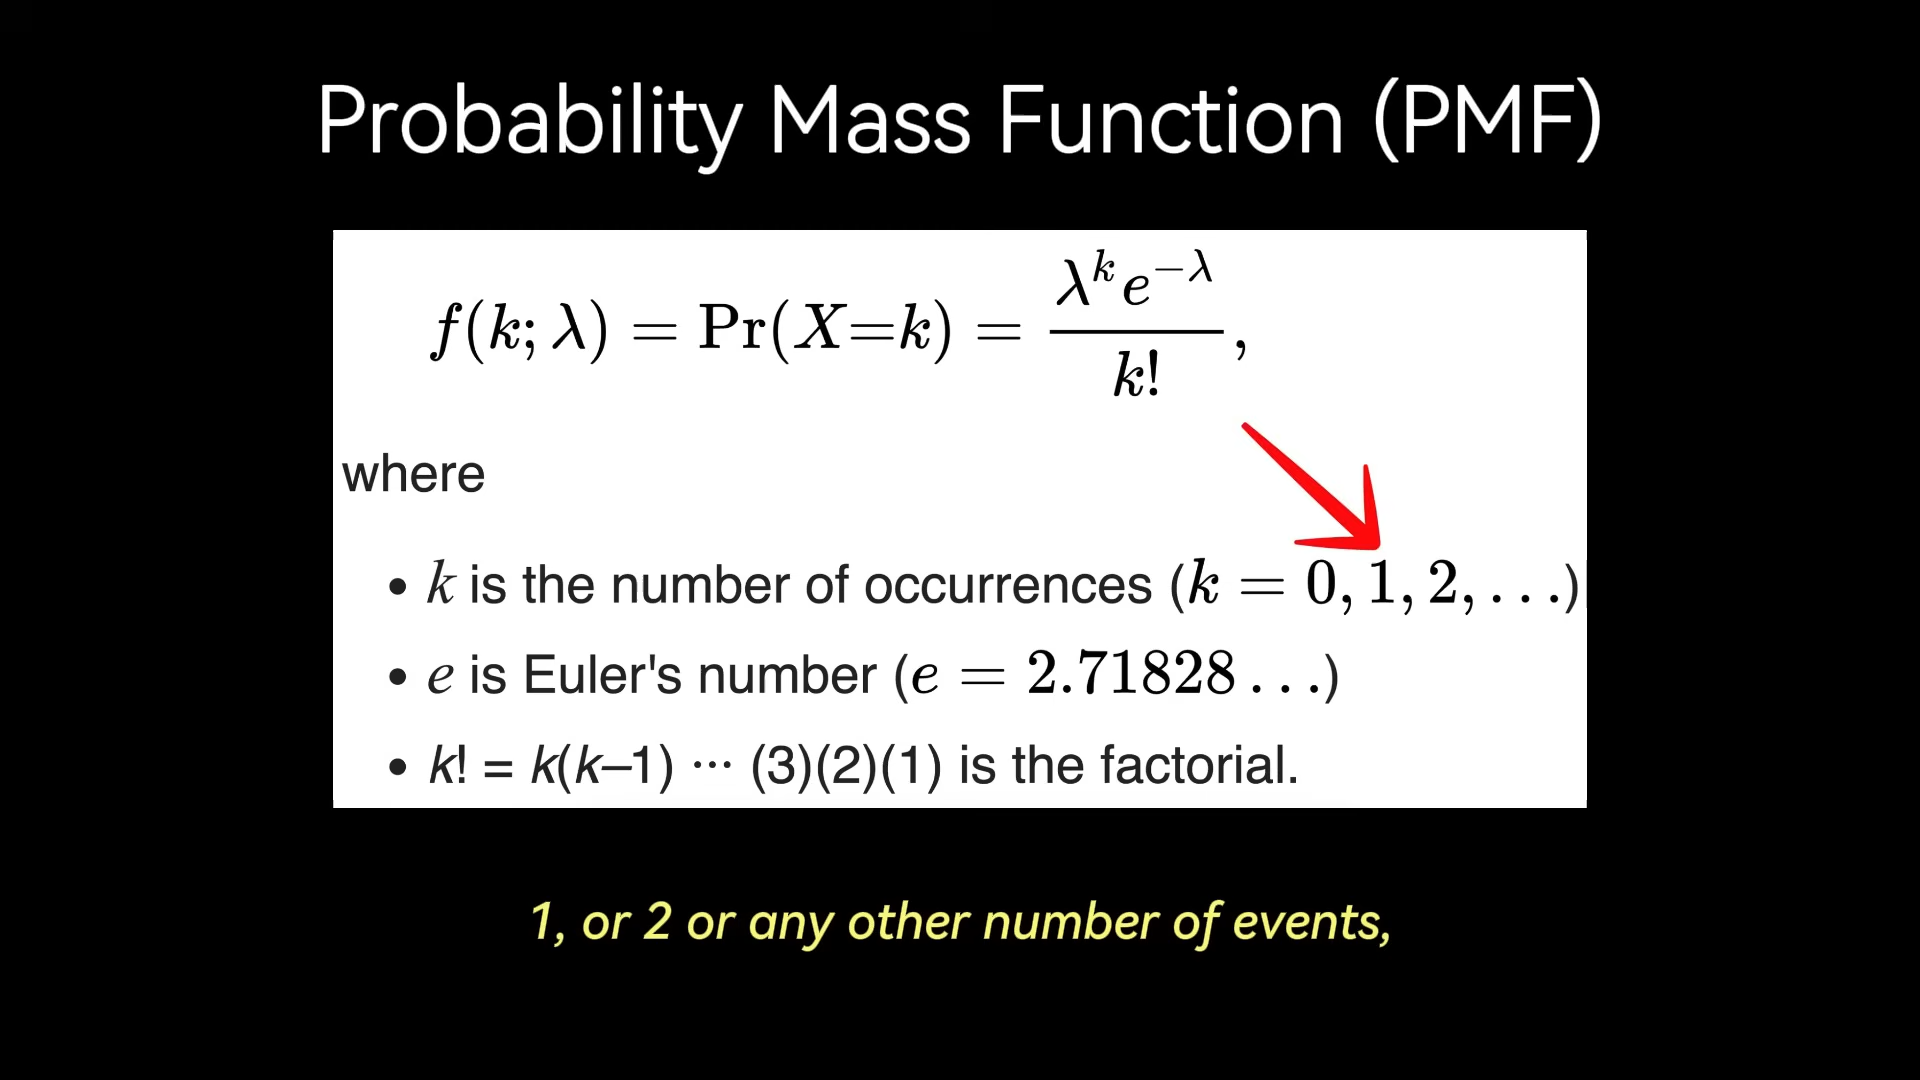 Probability Mass Function (PMF)
f(k; λ) = Pr(X=k) = λ^k e^{−λ} / k!,
where
• k is the number of occurrences (k = 0, 1, 2, . . .)
• e is Euler's number (e = 2.71828 . . .)
• k! = k(k–1) ··· (3)(2)(1) is the factorial.
1, or 2 or any other number of events,